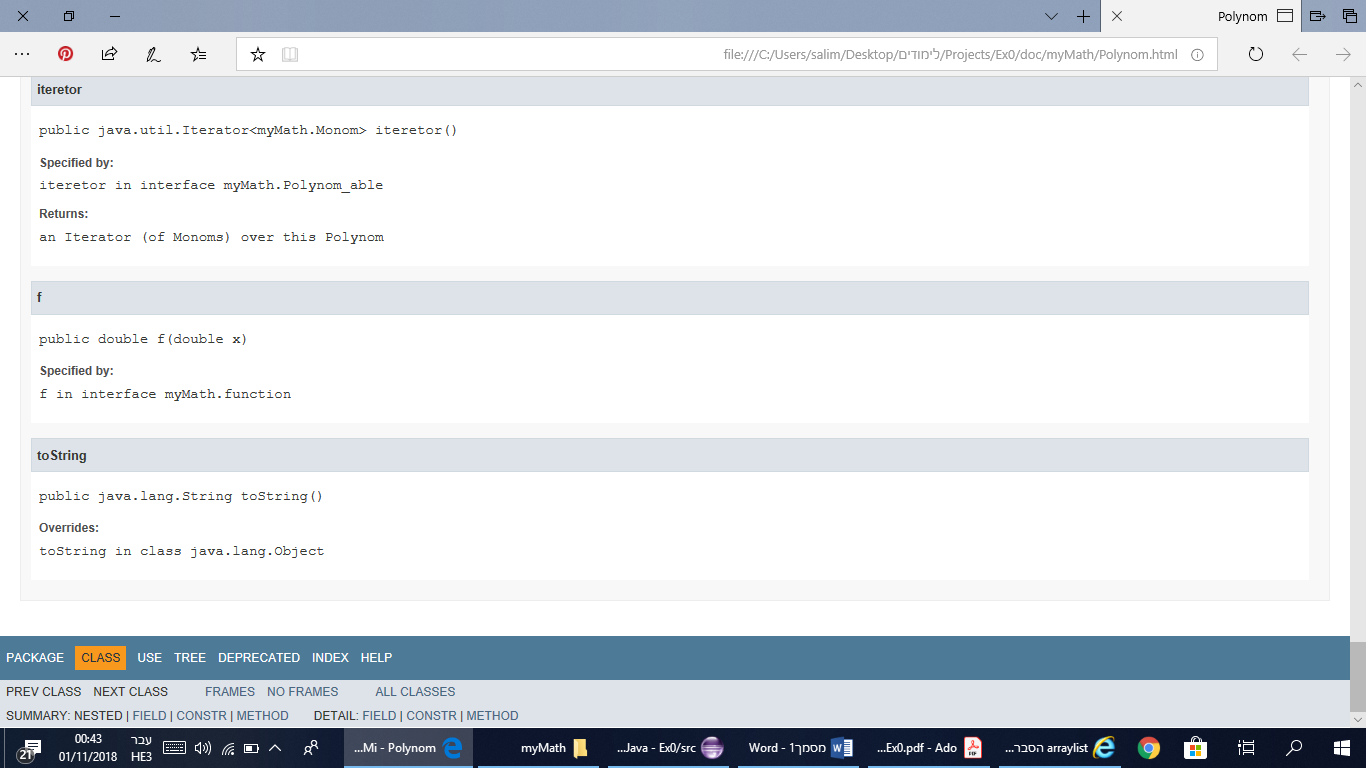 Polynom
file:///C:/Users/salim/Desktop/לימודים/Projects/Ex0/doc/myMath/Polynom.html
iteretor
public java.util.Iterator<myMath.Monom> iteretor()
Specified by:
iteretor in interface myMath.Polynom_able
Returns:
an Iterator (of Monoms) over this Polynom
f
public double f(double x)
Specified by:
f in interface myMath.function
toString
public java.lang.String toString()
Overrides:
toString in class java.lang.Object
PACKAGE CLASS USE TREE DEPRECATED INDEX HELP
PREV CLASS NEXT CLASS FRAMES NO FRAMES ALL CLASSES
SUMMARY: NESTED | FIELD | CONSTR | METHOD DETAIL: FIELD | CONSTR | METHOD
21
00:43
01/11/2018
עבר
HE3
...Mi - Polynom
myMath
...Java - Ex0/src
Word - מסמך1
...Ex0.pdf - Ado
...הסבר arraylist